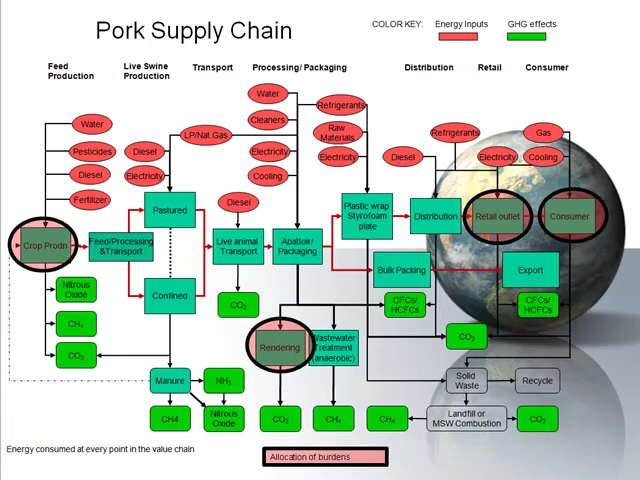 Pork Supply Chain
COLOR KEY:
Energy Inputs
GHG effects
Feed
Production
Live Swine
Production
Transport
Processing/ Packaging
Distribution
Retail
Consumer
Water
Pesticides
Diesel
Fertilizer
LP/Nat.Gas
Diesel
Electricity
Diesel
Water
Cleaners
Electricity
Cooling
Refrigerants
Raw
Materials
Electricity
Diesel
Refrigerants
Electricity
Gas
Cooling
Crop Prodn
Feed/Processing
&Transport
Pastured
Confined
Live animal
Transport
Abattoir/
Packaging
Plastic wrap
Styrofoam
plate
Bulk Packing
Distribution
Retail outlet
Consumer
Export
Nitrous
Oxide
CH₄
CO₂
CO₂
CFCs/
HCFCs
CFCs/
HCFCs
CO₂
Rendering
Wastewater
Treatment
(anaerobic)
Manure
NH₃
CH4
Nitrous
Oxide
CO₂
CH₄
Solid
Waste
Recycle
CH₄
Landfill or
MSW Combustion
CO₂
Energy consumed at every point in the value chain
Allocation of burdens